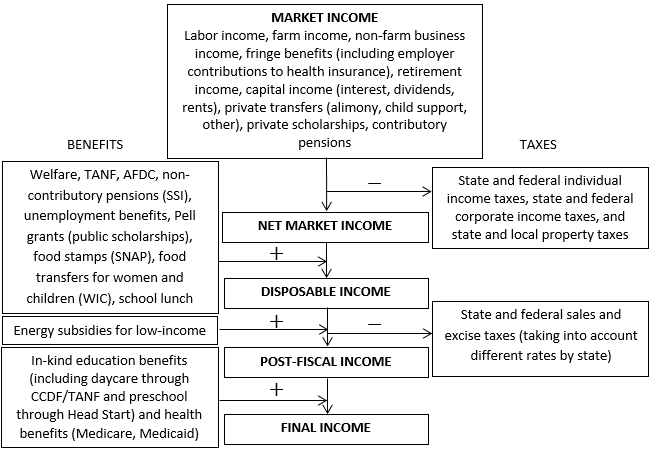 MARKET INCOME
Labor income, farm income, non-farm business
income, fringe benefits (including employer
contributions to health insurance), retirement
income, capital income (interest, dividends,
rents), private transfers (alimony, child support,
other), private scholarships, contributory
pensions
BENEFITS
TAXES
Welfare, TANF, AFDC, non-
contributory pensions (SSI),
unemployment benefits, Pell
grants (public scholarships),
food stamps (SNAP), food
transfers for women and
children (WIC), school lunch
−
State and federal individual
income taxes, state and federal
corporate income taxes, and
state and local property taxes
NET MARKET INCOME
+
DISPOSABLE INCOME
Energy subsidies for low-income
+
−
State and federal sales and
excise taxes (taking into account
different rates by state)
POST-FISCAL INCOME
In-kind education benefits
(including daycare through
CCDF/TANF and preschool
through Head Start) and health
benefits (Medicare, Medicaid)
+
FINAL INCOME